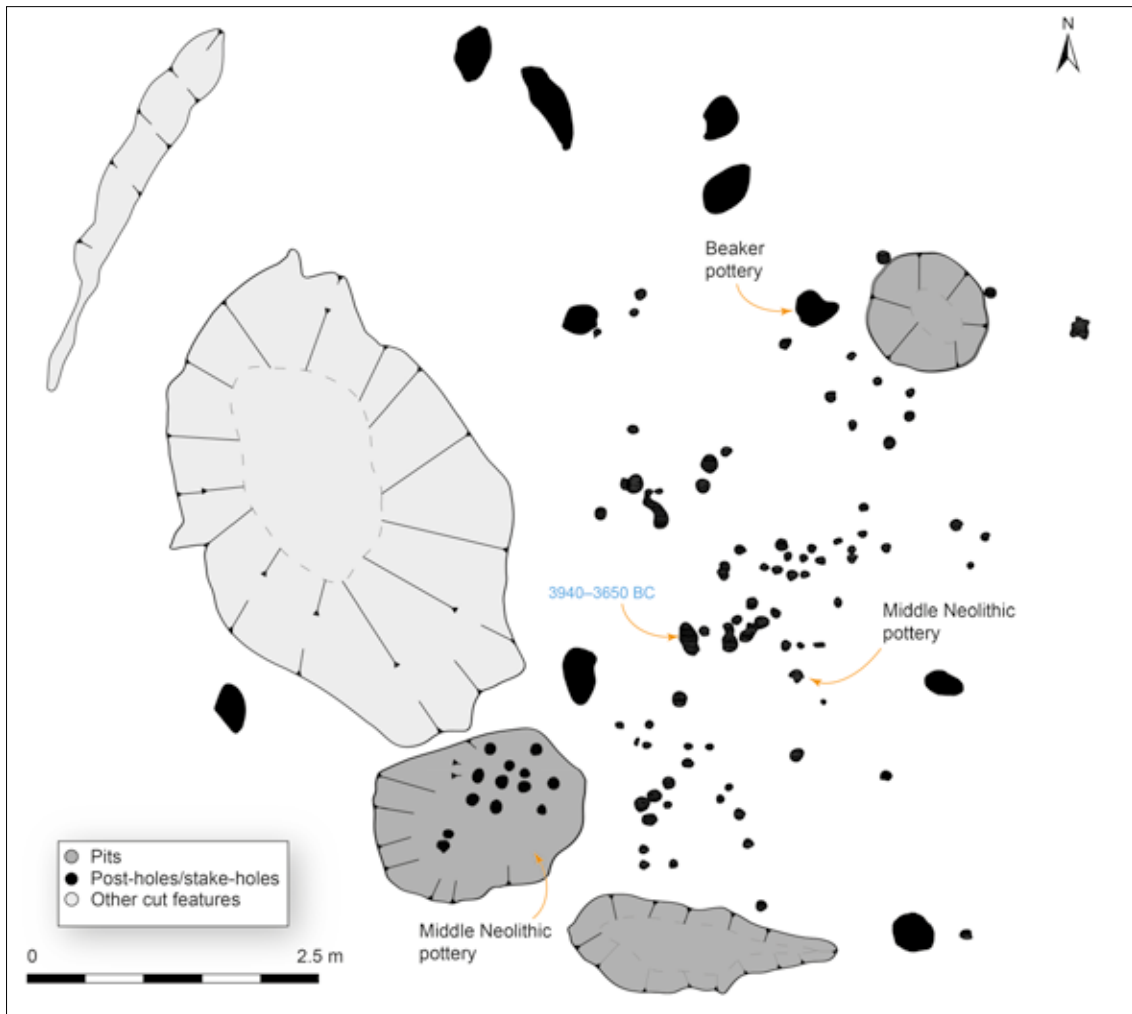 N
Beaker
pottery
3940–3650 BC
Middle Neolithic
pottery
Middle Neolithic
pottery
Pits
Post-holes/stake-holes
Other cut features
0
2.5 m